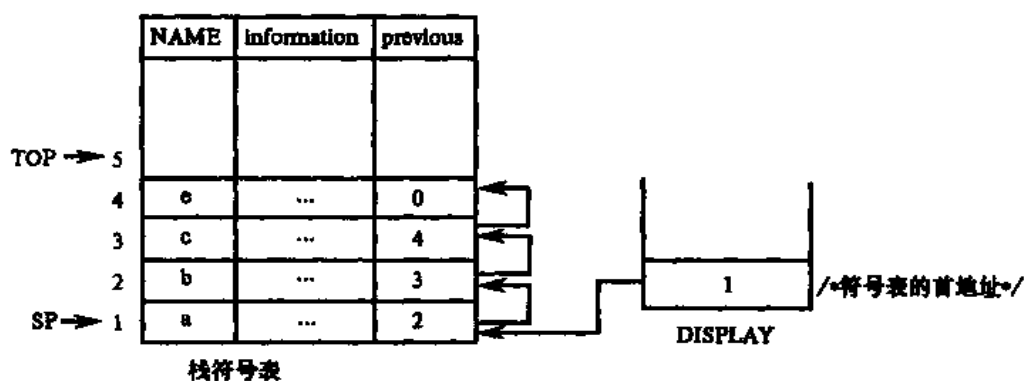 NAME information previous
TOP 5
4 e ... 0
3 c ... 4
2 b ... 3
SP 1 a ... 2
1 /*符号表的首地址*/
DISPLAY
栈符号表